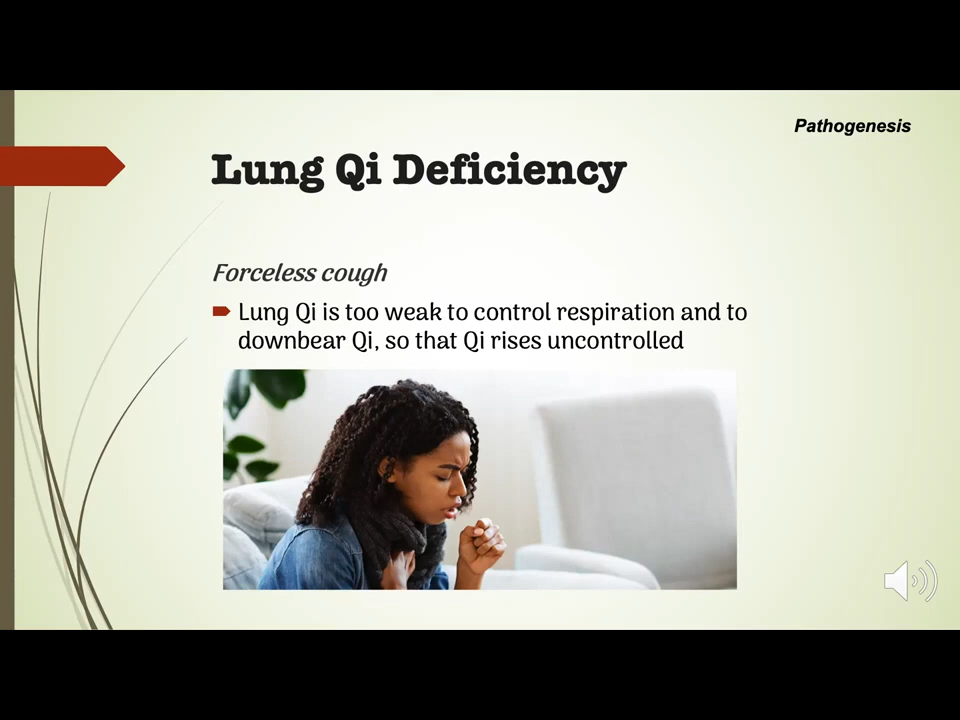 Pathogenesis
Lung Qi Deficiency
Forceless cough
Lung Qi is too weak to control respiration and to
downbear Qi, so that Qi rises uncontrolled